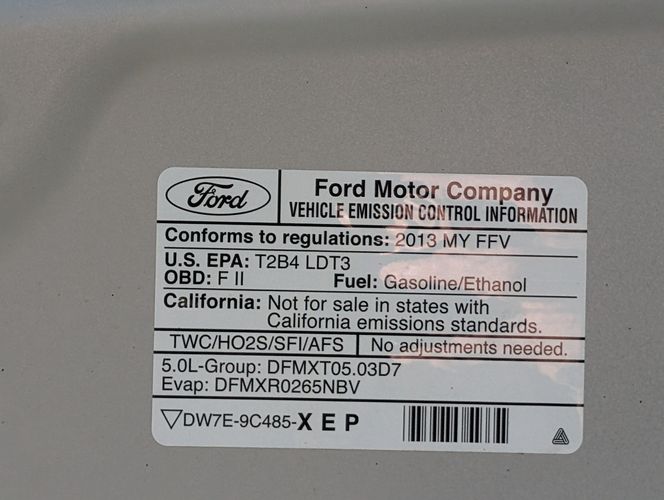 Ford
Ford Motor Company
VEHICLE EMISSION CONTROL INFORMATION
Conforms to regulations: 2013 MY FFV
U.S. EPA: T2B4 LDT3
OBD: F II Fuel: Gasoline/Ethanol
California: Not for sale in states with
California emissions standards.
TWC/HO2S/SFI/AFS No adjustments needed.
5.0L-Group: DFMXT05.03D7
Evap: DFMXR0265NBV
▽DW7E-9C485-X E P